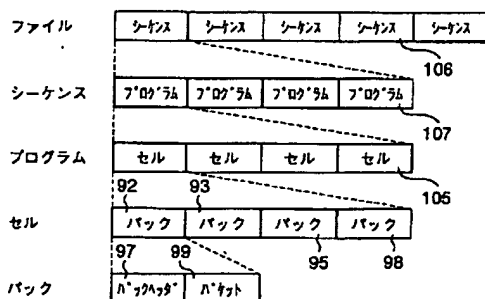 ファイル シーケンス シーケンス シーケンス シーケンス シーケンス
106
シーケンス プログラム プログラム プログラム プログラム
107
プログラム セル セル セル セル
105
92 93
セル パック パック パック パック
97 99 95 98
パック パックヘッダ パケット